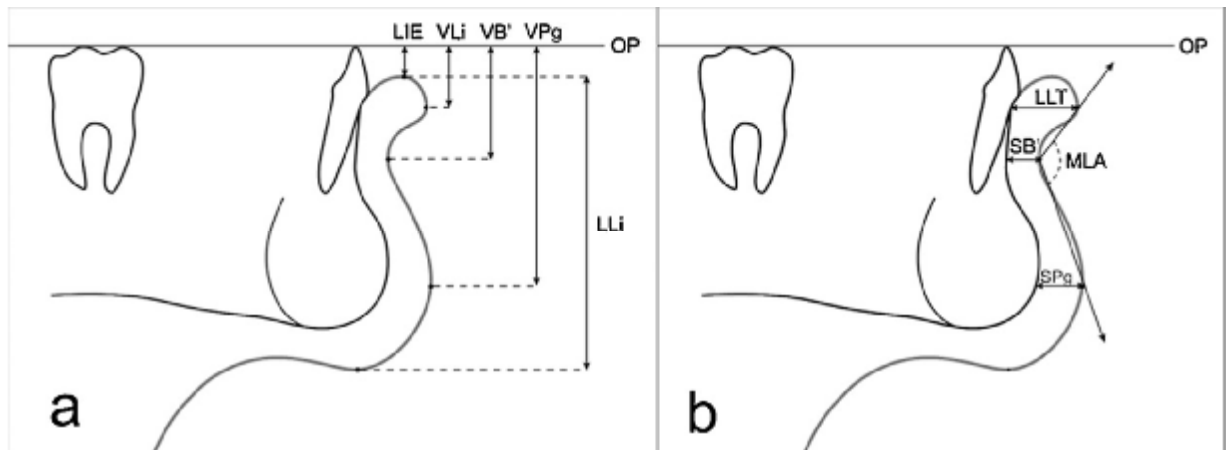 LIE VLi VB' VPg
OP
LLi
a
OP
LLT
SB'
MLA
SPg
b